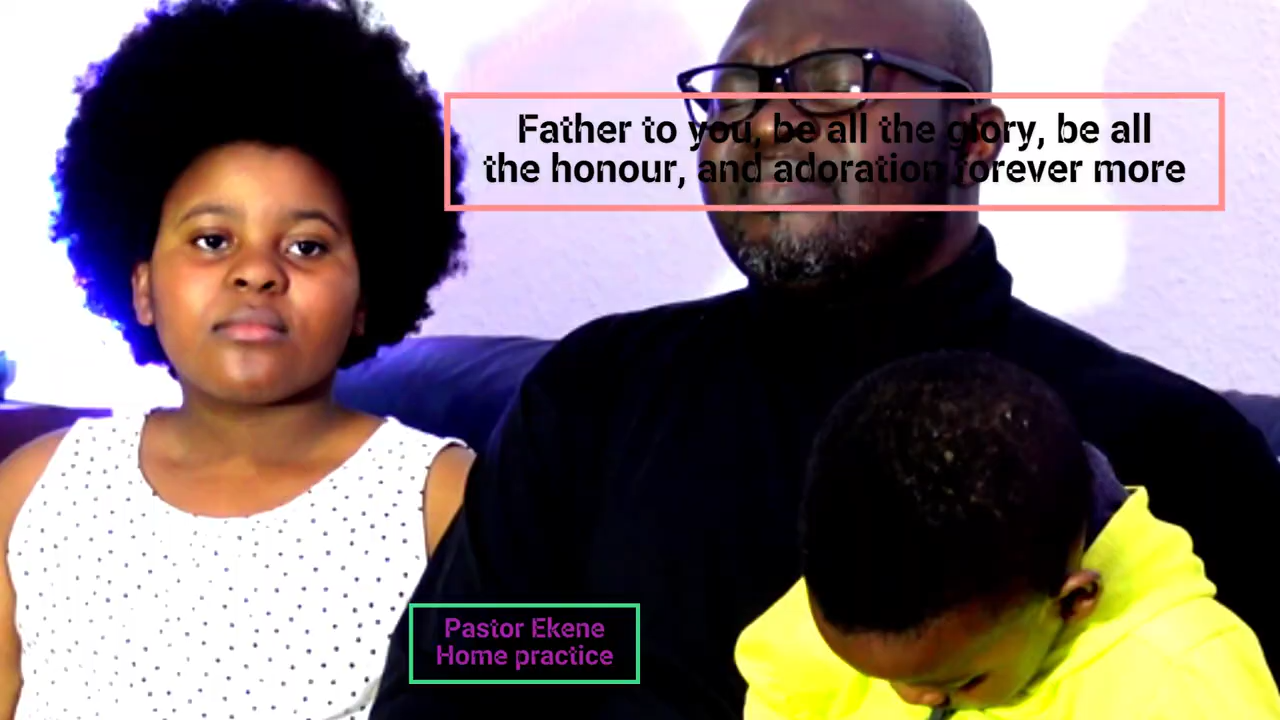 Father to you, be all the glory, be all
the honour, and adoration forever more
Pastor Ekene
Home practice